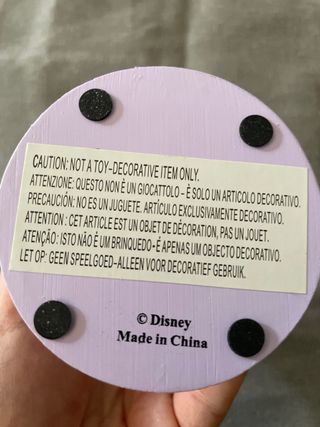 CAUTION: NOT A TOY-DECORATIVE ITEM ONLY.
ATTENZIONE: QUESTO NON È UN GIOCATTOLO - È SOLO UN ARTICOLO DECORATIVO.
PRECAUCIÓN: NO ES UN JUGUETE. ARTÍCULO EXCLUSIVAMENTE DECORATIVO.
ATTENTION : CET ARTICLE EST UN OBJET DE DÉCORATION, PAS UN JOUET.
ATENÇÃO: ISTO NÃO É UM BRINQUEDO-É APENAS UM OBJECTO DECORATIVO.
LET OP: GEEN SPEELGOED-ALLEEN VOOR DECORATIEF GEBRUIK.
© Disney
Made in China